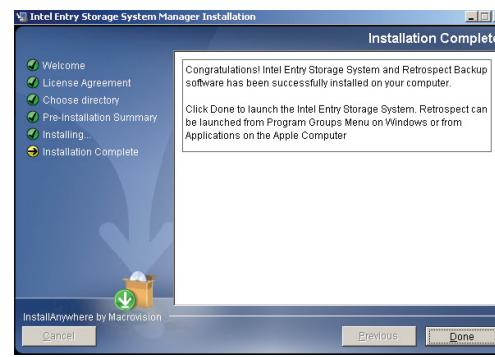 Intel Entry Storage System Manager Installation
Installation Complete
Welcome
License Agreement
Choose directory
Pre-Installation Summary
Installing...
Installation Complete
Congratulations! Intel Entry Storage System and Retrospect Backup
software has been successfully installed on your computer.
Click Done to launch the Intel Entry Storage System. Retrospect can
be launched from Program Groups Menu on Windows or from
Applications on the Apple Computer
InstallAnywhere by Macrovision
Cancel
Previous
Done